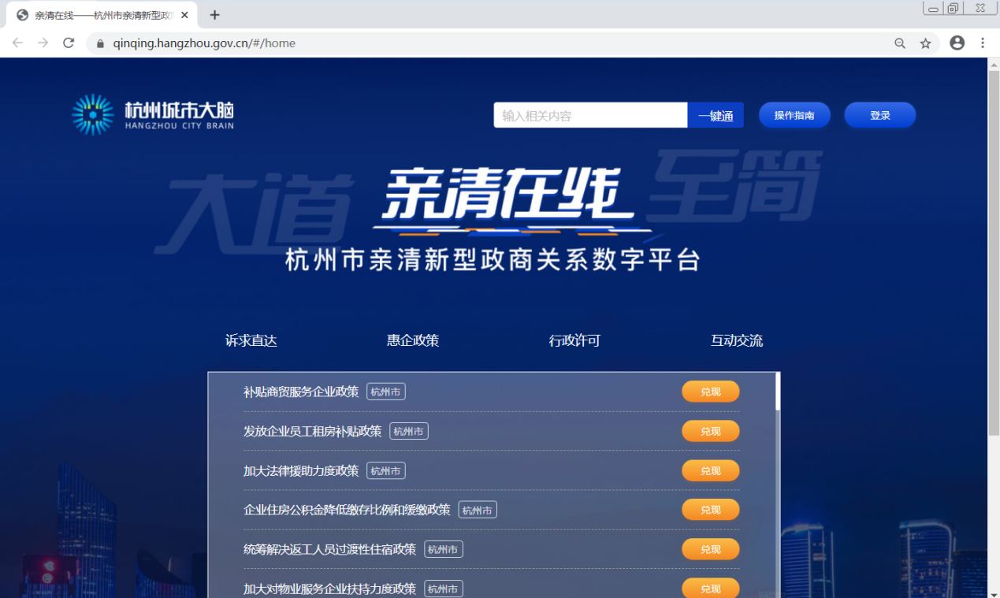 亲清在线——杭州市亲清新型政
qinqing.hangzhou.gov.cn/#/home
杭州城市大脑
HANGZHOU CITY BRAIN
输入相关内容
一键通
操作指南
登录
大道
至简
亲清在线
杭州市亲清新型政商关系数字平台
诉求直达
惠企政策
行政许可
互动交流
补贴商贸服务企业政策 杭州市 兑现
发放企业员工租房补贴政策 杭州市 兑现
加大法律援助力度政策 杭州市 兑现
企业住房公积金降低缴存比例和缓缴政策 杭州市 兑现
统筹解决返工人员过渡性住宿政策 杭州市 兑现
加大对物业服务企业扶持力度政策 杭州市 兑现